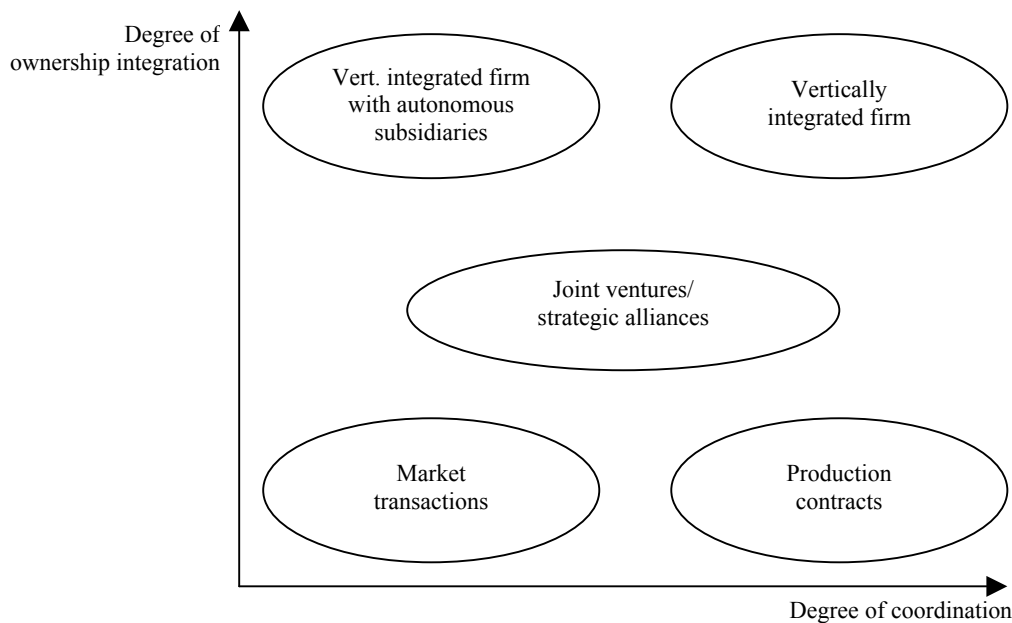 Degree of
ownership integration
Vert. integrated firm
with autonomous
subsidiaries
Vertically
integrated firm
Joint ventures/
strategic alliances
Market
transactions
Production
contracts
Degree of coordination